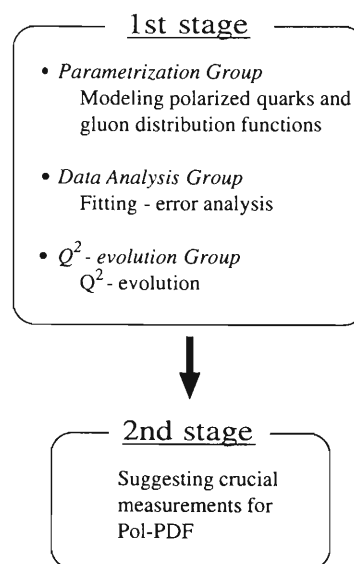 1st stage
• Parametrization Group
Modeling polarized quarks and
gluon distribution functions
• Data Analysis Group
Fitting - error analysis
• Q² - evolution Group
Q² - evolution
2nd stage
Suggesting crucial
measurements for
Pol-PDF